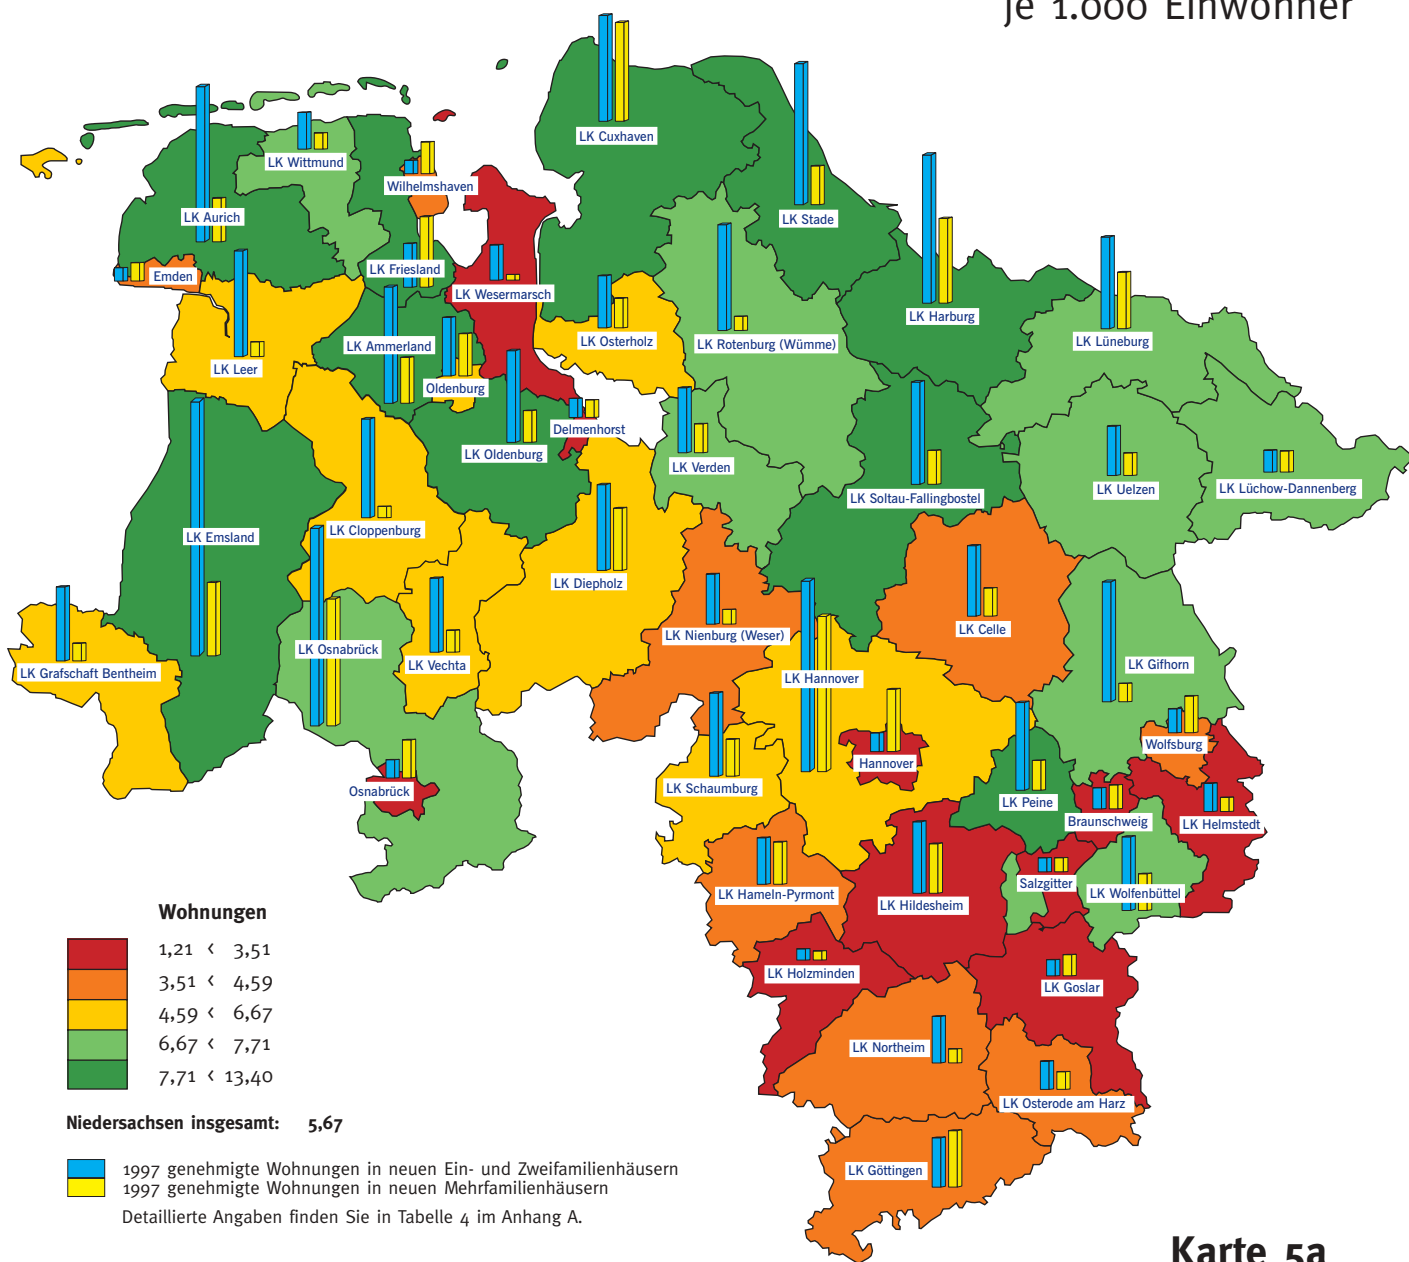 je 1.000 Einwohner
LK Cuxhaven
LK Wittmund
Wilhelmshaven
LK Aurich
LK Stade
Emden
LK Friesland
LK Wesermarsch
LK Harburg
LK Ammerland
LK Osterholz
LK Rotenburg (Wümme)
LK Lüneburg
LK Leer
Oldenburg
Delmenhorst
LK Oldenburg
LK Verden
LK Soltau-Fallingbostel
LK Uelzen
LK Lüchow-Dannenberg
LK Emsland
LK Cloppenburg
LK Diepholz
LK Nienburg (Weser)
LK Celle
LK Osnabrück
LK Vechta
LK Grafschaft Bentheim
LK Hannover
LK Gifhorn
Wolfsburg
Hannover
Osnabrück
LK Schaumburg
LK Peine
Braunschweig
LK Helmstedt
LK Hameln-Pyrmont
LK Hildesheim
Salzgitter
LK Wolfenbüttel
LK Holzminden
LK Goslar
LK Northeim
LK Osterode am Harz
LK Göttingen
Wohnungen
1,21 < 3,51
3,51 < 4,59
4,59 < 6,67
6,67 < 7,71
7,71 < 13,40
Niedersachsen insgesamt: 5,67
1997 genehmigte Wohnungen in neuen Ein- und Zweifamilienhäusern
1997 genehmigte Wohnungen in neuen Mehrfamilienhäusern
Detaillierte Angaben finden Sie in Tabelle 4 im Anhang A.
Karte 5a